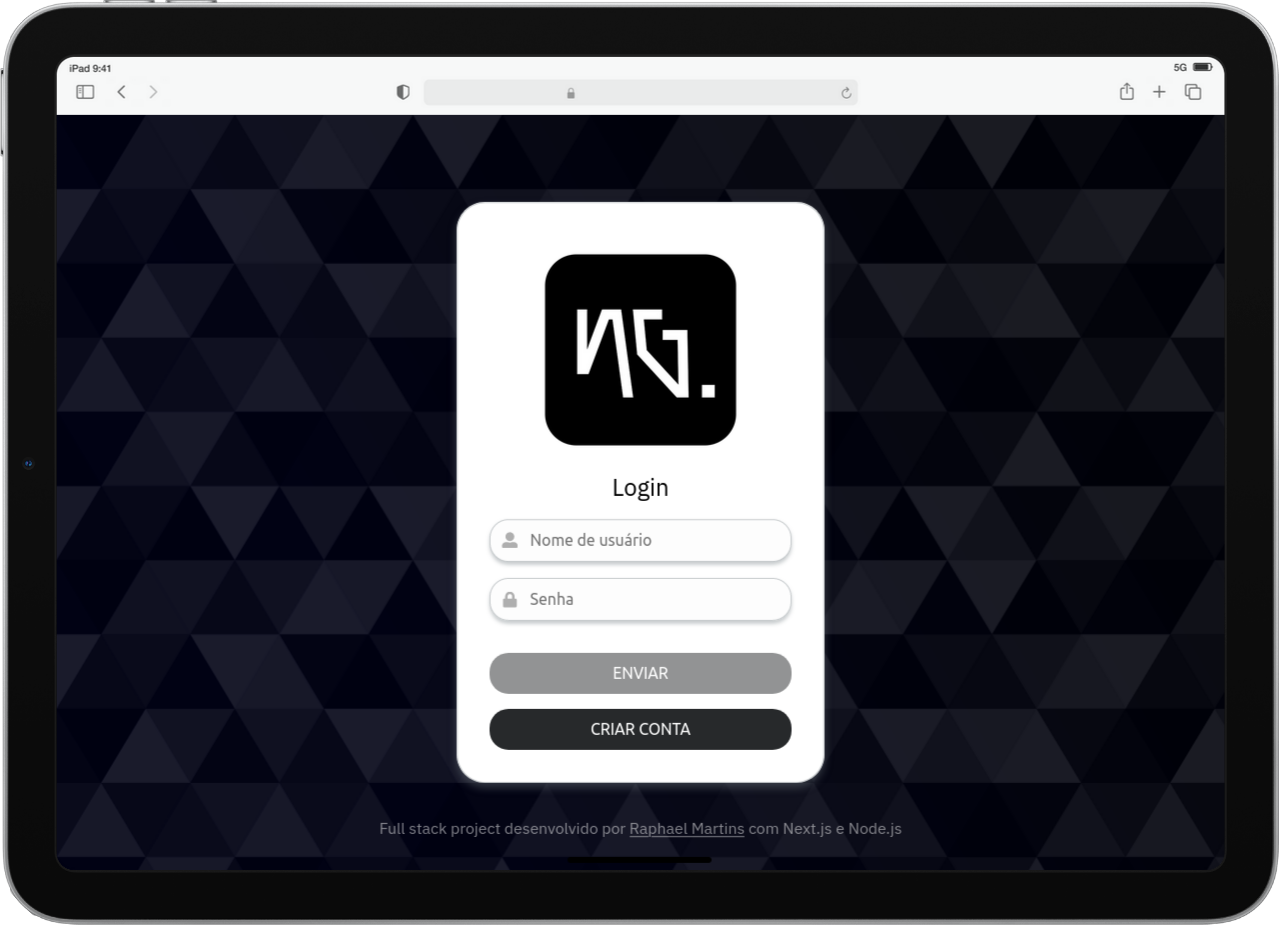 iPad 9:41
5G
NG.
Login
Nome de usuário
Senha
ENVIAR
CRIAR CONTA
Full stack project desenvolvido por Raphael Martins com Next.js e Node.js